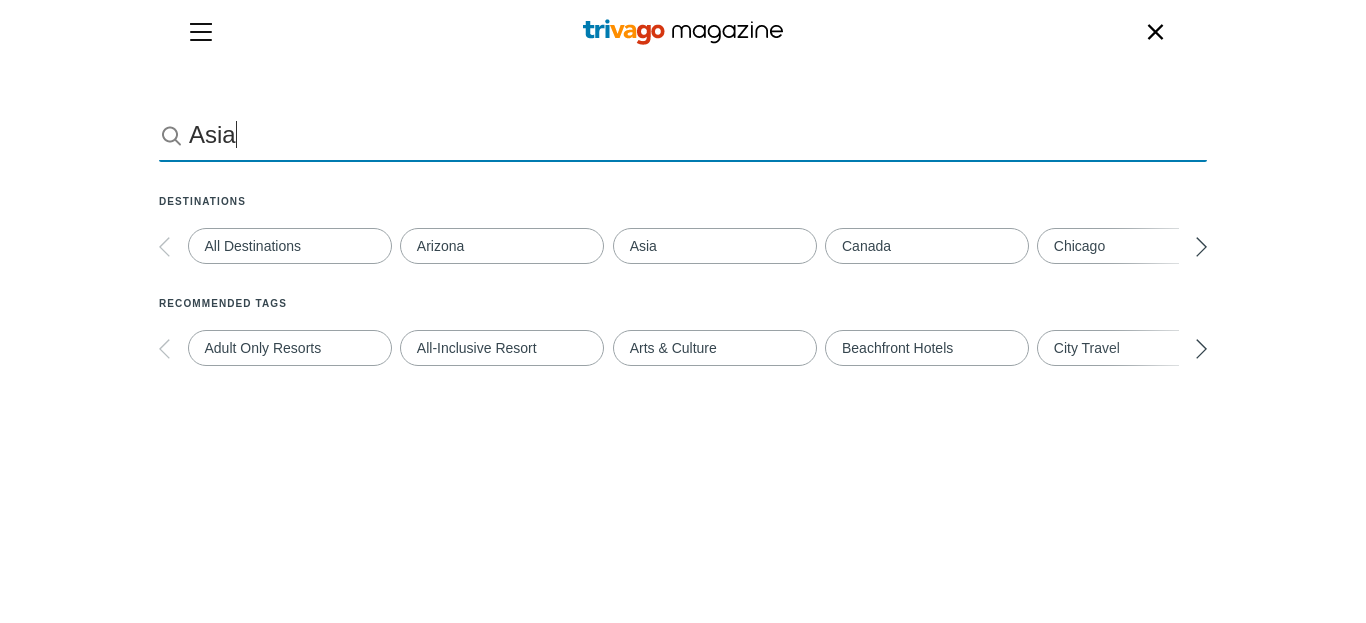 trivago magazine
Asia
DESTINATIONS
All Destinations Arizona Asia Canada Chicago
RECOMMENDED TAGS
Adult Only Resorts All-Inclusive Resort Arts & Culture Beachfront Hotels City Travel